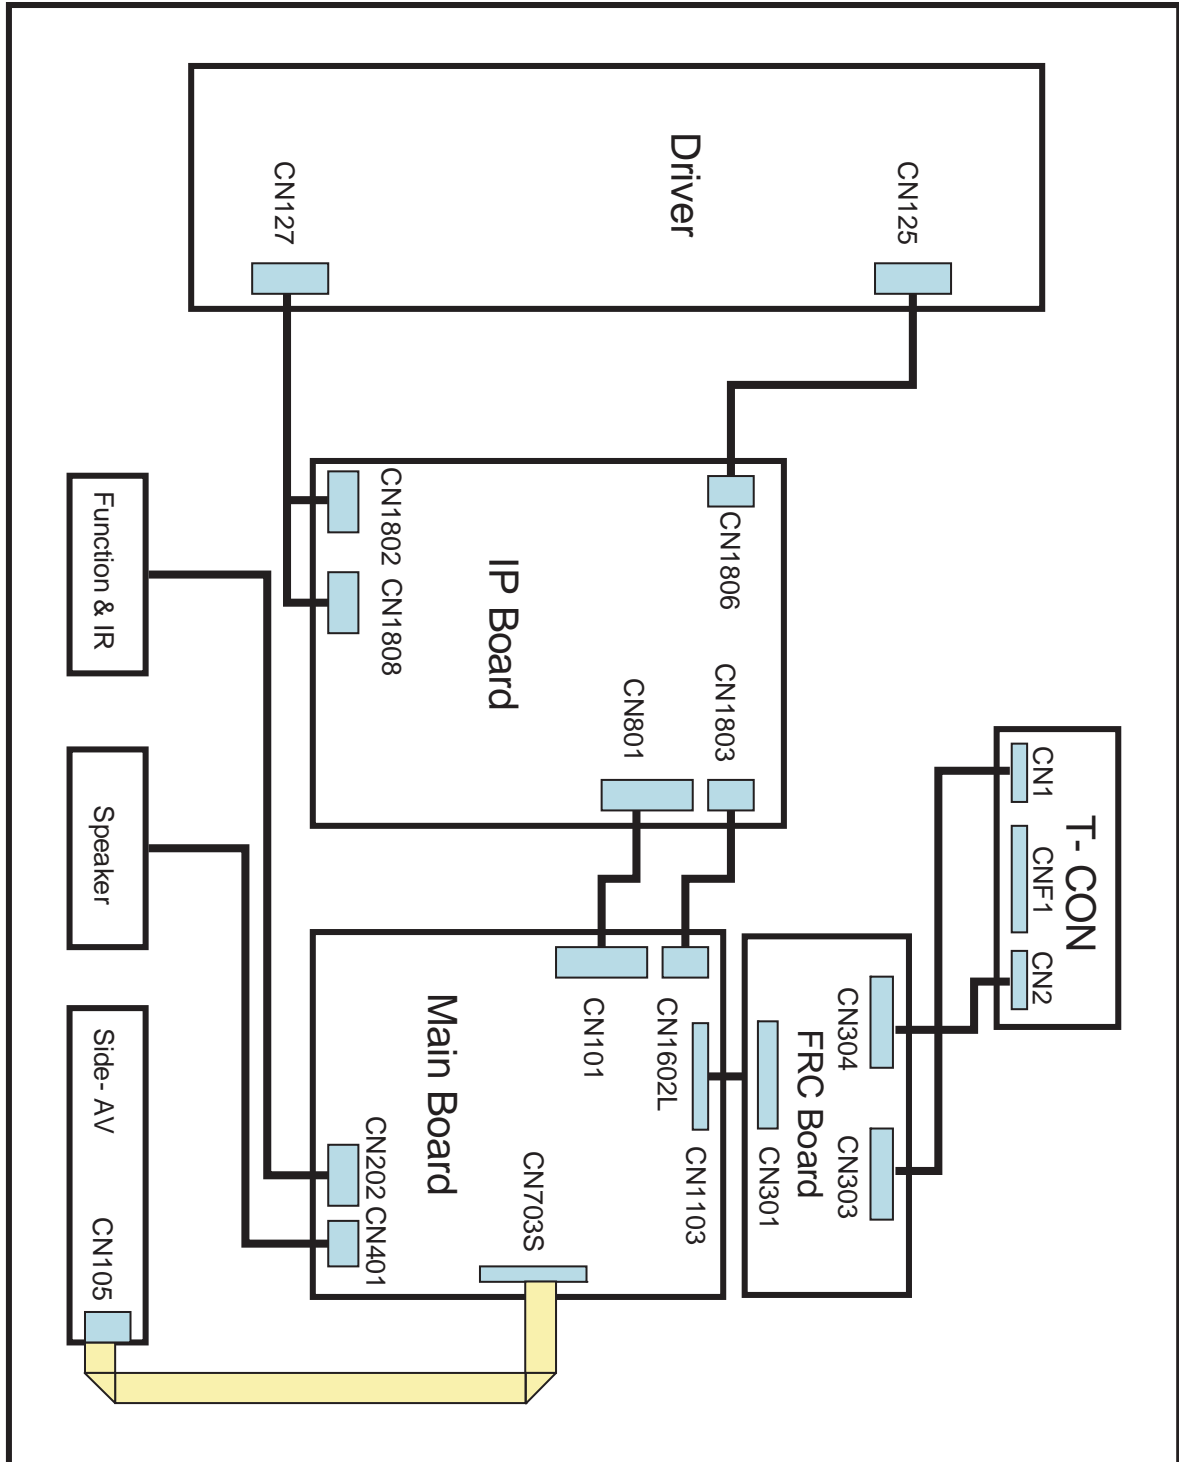 Driver
CN127
CN125
CN1802
CN1808
IP Board
CN1806
CN801
CN1803
Function & IR
Speaker
Side- AV
CN105
T- CON
CN1
CNF1
CN2
Main Board
CN101
CN1602L
CN1103
CN202
CN401
CN703S
FRC Board
CN304
CN303
CN301